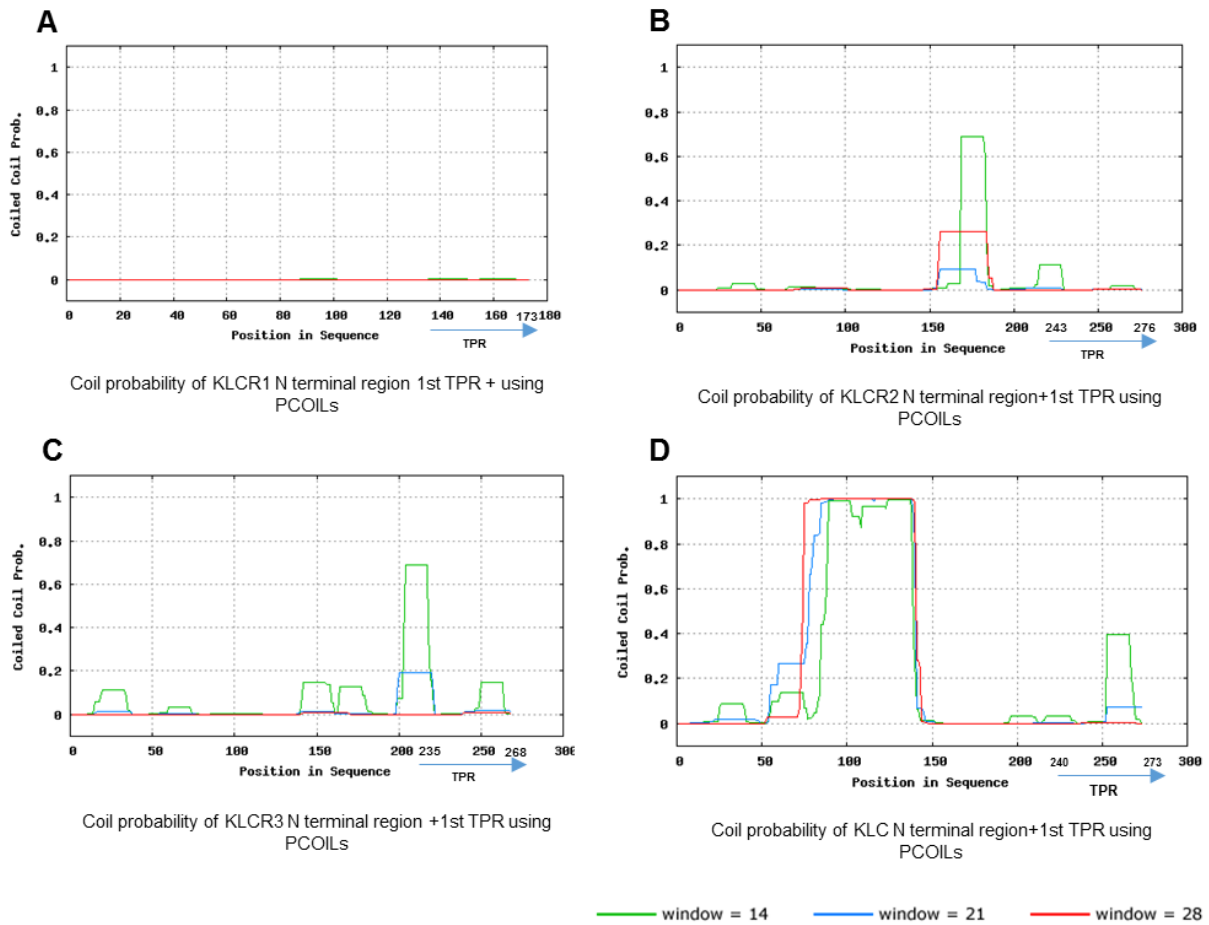 A
Coiled Coil Prob.
1
0.8
0.6
0.4
0.2
0
0 20 40 60 80 100 120 140 160 173 180
Position in Sequence
TPR
Coil probability of KLCR1 N terminal region 1st TPR + using
PCOILs
B
Coiled Coil Prob.
1
0.8
0.6
0.4
0.2
0
0 50 100 150 200 243 250 276 300
Position in Sequence
TPR
Coil probability of KLCR2 N terminal region+1st TPR using
PCOILs
C
Coiled Coil Prob.
1
0.8
0.6
0.4
0.2
0
0 50 100 150 200 235 250 268 300
Position in Sequence
TPR
Coil probability of KLCR3 N terminal region +1st TPR using
PCOILs
D
Coiled Coil Prob.
1
0.8
0.6
0.4
0.2
0
0 50 100 150 200 240 250 273 300
Position in Sequence
TPR
Coil probability of KLC N terminal region+1st TPR using
PCOILs
window = 14 window = 21 window = 28